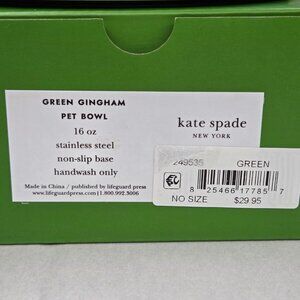 GREEN GINGHAM
PET BOWL
16 oz
stainless steel
non-slip base
handwash only
Made in China / published by lifeguard press
www.lifeguardpress.com | 1.800.992.3006
kate spade
NEW YORK
249535 GREEN
8 25466 17785 7
NO SIZE $29.95